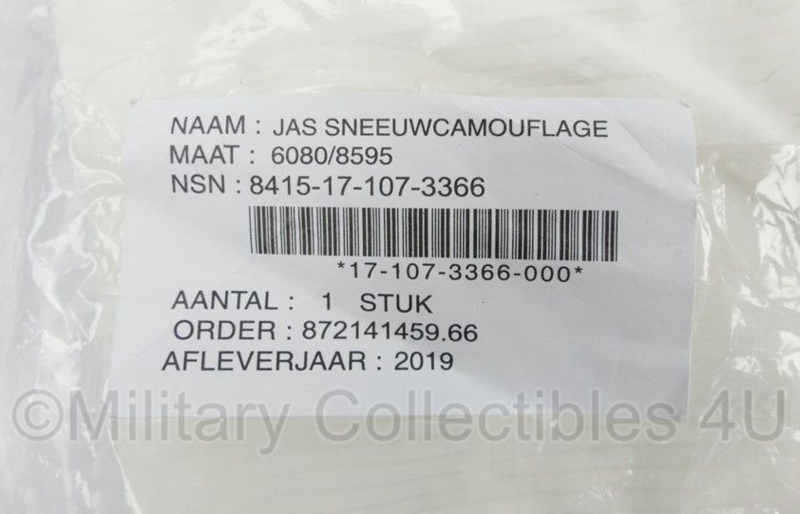 NAAM : JAS SNEEUWCAMOUFLAGE
MAAT : 6080/8595
NSN : 8415-17-107-3366
*17-107-3366-000*
AANTAL : 1 STUK
ORDER : 872141459.66
AFLEVERJAAR : 2019
©Military Collectibles 4U